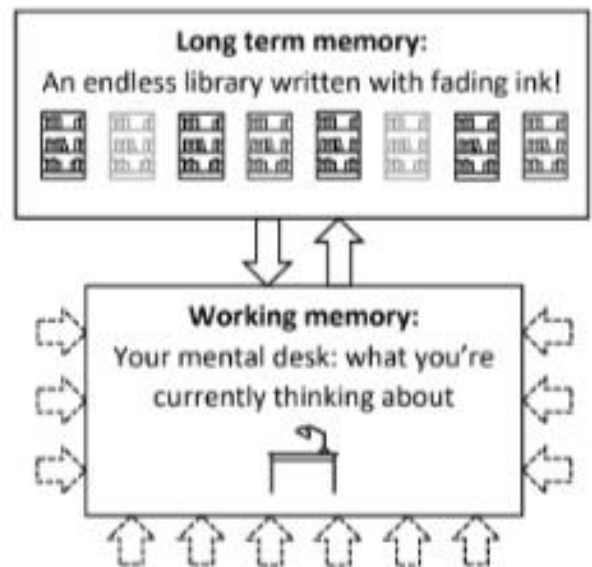 Long term memory:
An endless library written with fading ink!
Working memory:
Your mental desk: what you're
currently thinking about